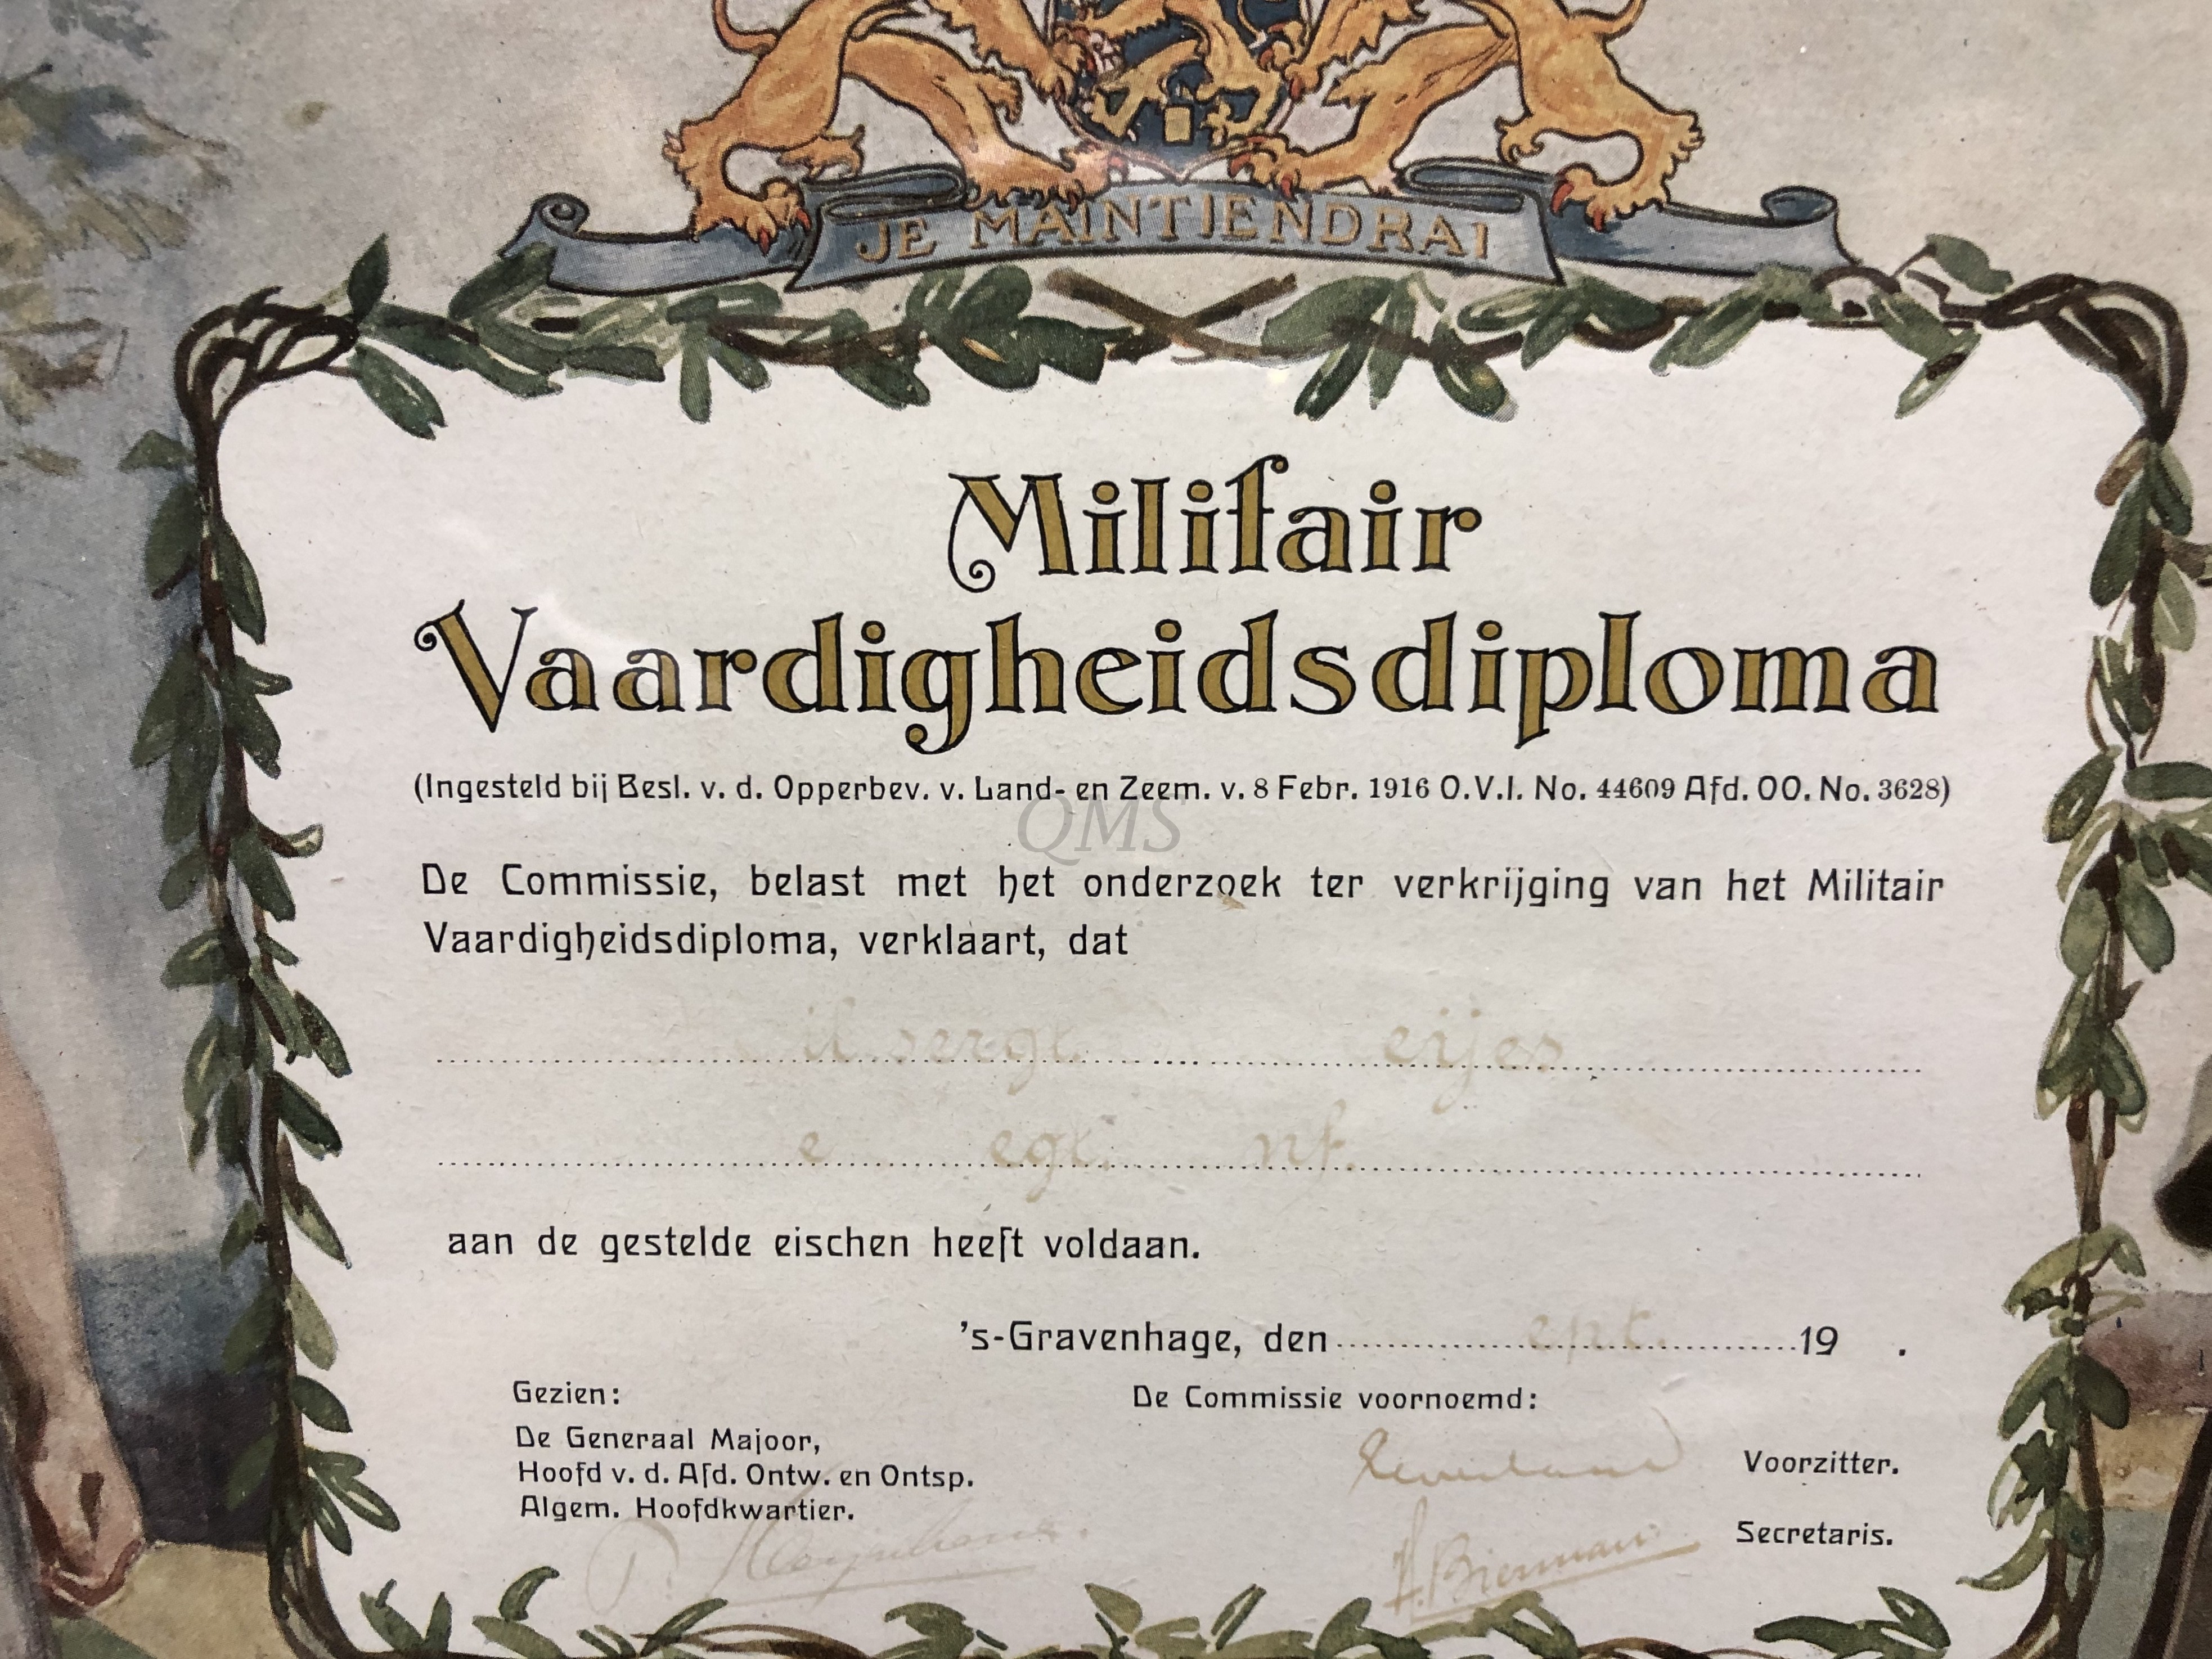 JE MAINTIENDRAI
Militair
Vaardigheidsdiploma
(Ingesteld bij Besl. v. d. Opperbev. v. Land- en Zeem. v. 8 Febr. 1916 O.V.I. No. 44609 Afd. OO. No. 3628)
QMS
De Commissie, belast met het onderzoek ter verkrijging van het Militair
Vaardigheidsdiploma, verklaart, dat
aan de gestelde eischen heeft voldaan.
's-Gravenhage, den 19 .
Gezien:
De Commissie voornoemd:
De Generaal Majoor,
Hoofd v. d. Afd. Ontw. en Ontsp.
Algem. Hoofdkwartier.
Voorzitter.
H. Bierman
Secretaris.